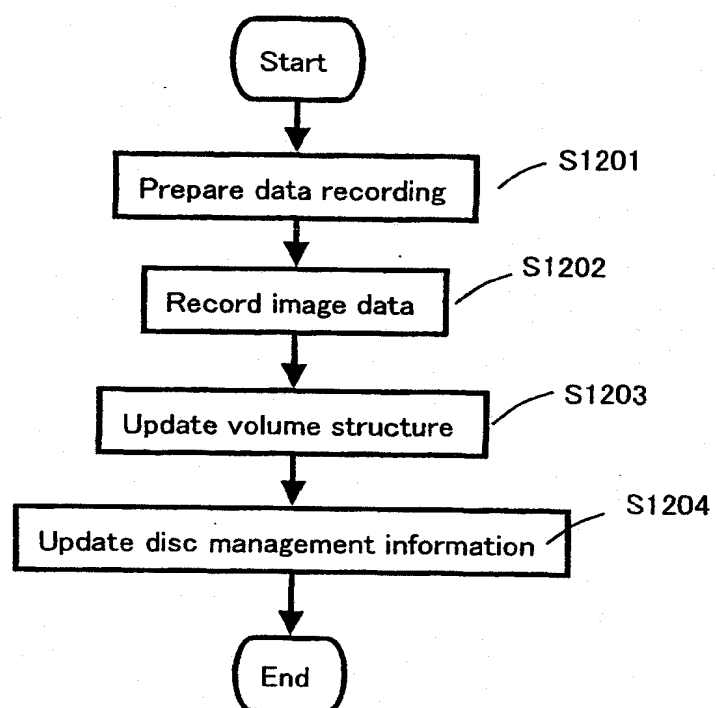 Start
Prepare data recording
S1201
Record image data
S1202
Update volume structure
S1203
Update disc management information
S1204
End